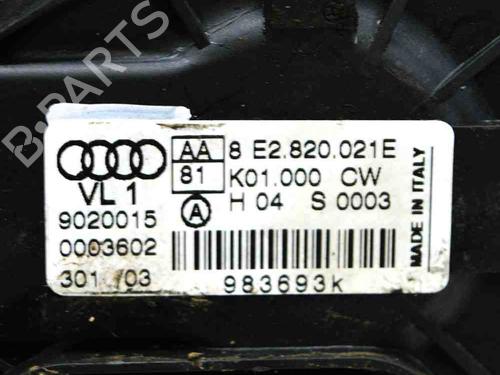 B-PARTS
AA 8 E2.820.021E
81 K01.000 CW
VL 1
A H 04 S 0003
9020015
0003602
301 03
983693k
MADE IN ITALY